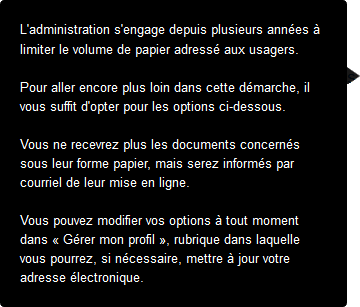 L'administration s'engage depuis plusieurs années à
limiter le volume de papier adressé aux usagers.
Pour aller encore plus loin dans cette démarche, il
vous suffit d'opter pour les options ci-dessous.
Vous ne recevrez plus les documents concernés
sous leur forme papier, mais serez informés par
courriel de leur mise en ligne.
Vous pouvez modifier vos options à tout moment
dans « Gérer mon profil », rubrique dans laquelle
vous pourrez, si nécessaire, mettre à jour votre
adresse électronique.